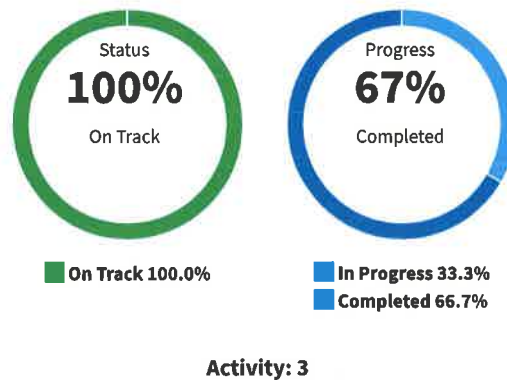 Status
100%
On Track
Progress
67%
Completed
On Track 100.0%
In Progress 33.3%
Completed 66.7%
Activity: 3